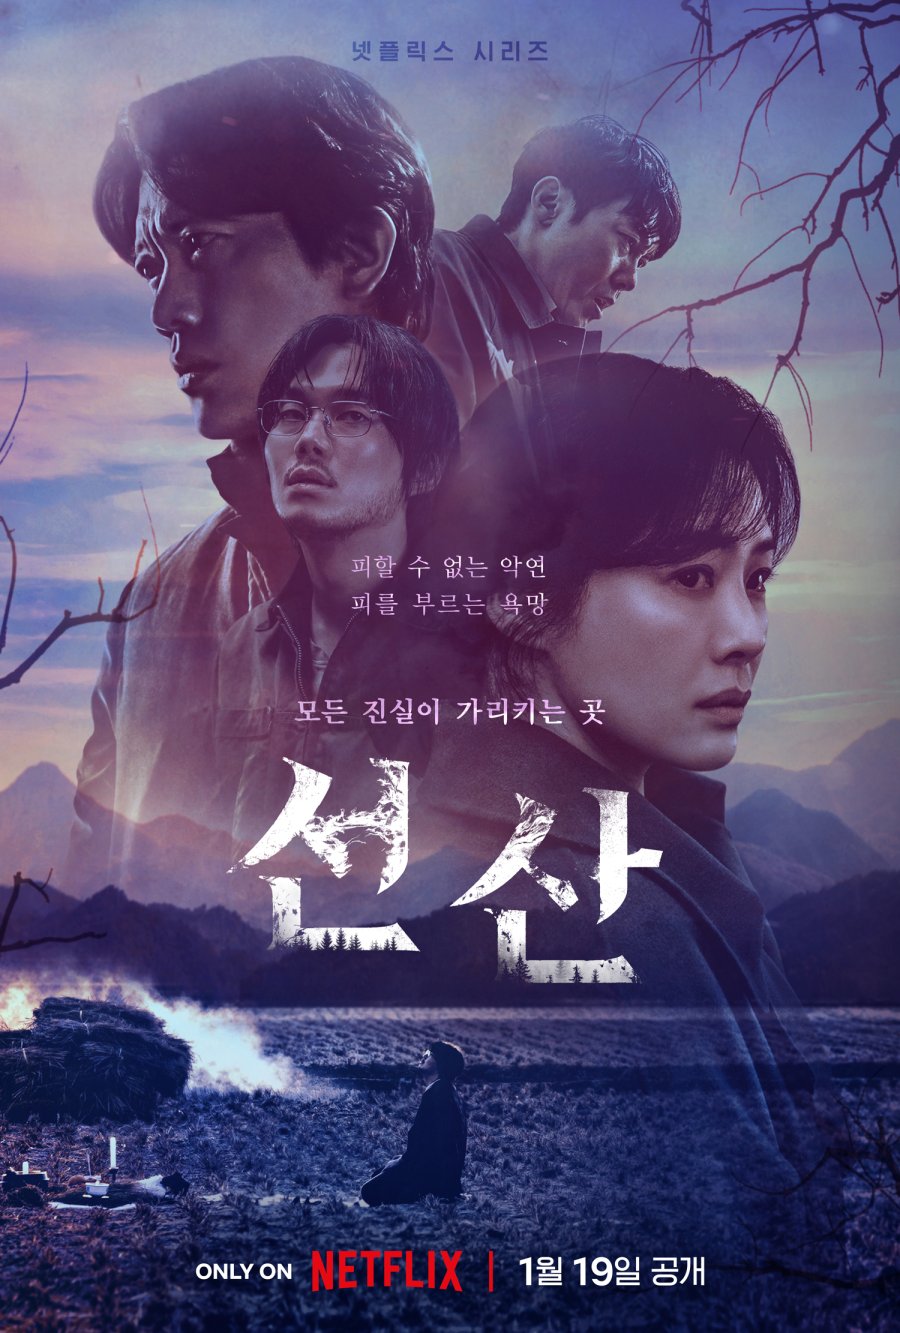 넷플릭스 시리즈
피할 수 없는 악연
피를 부르는 욕망
모든 진실이 가리키는 곳
선산
ONLY ON NETFLIX | 1월 19일 공개